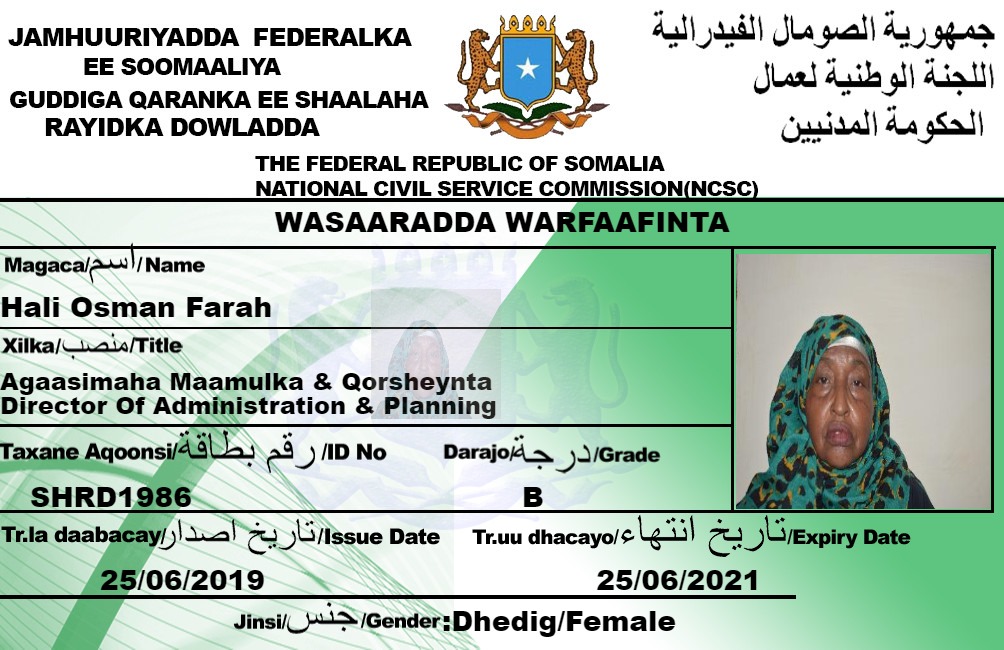 JAMHUURIYADDA FEDERALKA
EE SOOMAALIYA
GUDDIGA QARANKA EE SHAALAHA
RAYIDKA DOWLADDA
جمهورية الصومال الفيدرالية
اللجنة الوطنية لعمال
الحكومة المدنيين
THE FEDERAL REPUBLIC OF SOMALIA
NATIONAL CIVIL SERVICE COMMISSION(NCSC)
WASAARADDA WARFAAFINTA
Magaca/اسم/Name
Hali Osman Farah
Xilka/منصب/Title
Agaasimaha Maamulka & Qorsheynta
Director Of Administration & Planning
Taxane Aqoonsi/رقم بطاقة/ID No
Darajo/درجة/Grade
SHRD1986
B
Tr.la daabacay/تاريخ اصدار/Issue Date
Tr.uu dhacayo/تاريخ انتهاء/Expiry Date
25/06/2019
25/06/2021
Jinsi/جنس/Gender:Dhedig/Female